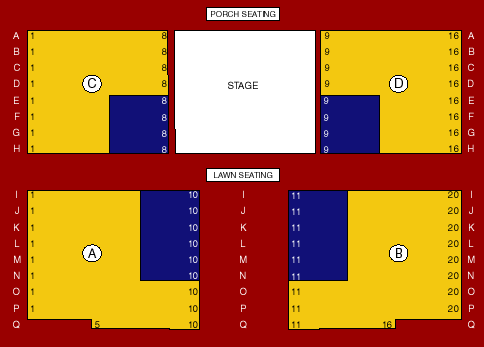 PORCH SEATING
A 1 8 9 16 A
B 1 8 9 16 B
C 1 8 9 16 C
D 1 8 9 16 D
C STAGE D
E 1 8 9 16 E
F 1 8 9 16 F
G 1 8 9 16 G
H 1 8 9 16 H
LAWN SEATING
I 1 10 I 11 20 I
J 1 10 J 11 20 J
K 1 10 K 11 20 K
L 1 10 L 11 20 L
A B
M 1 10 M 11 20 M
N 1 10 N 11 20 N
O 1 10 O 11 20 O
P 1 10 P 11 20 P
Q 5 10 Q 11 16 Q